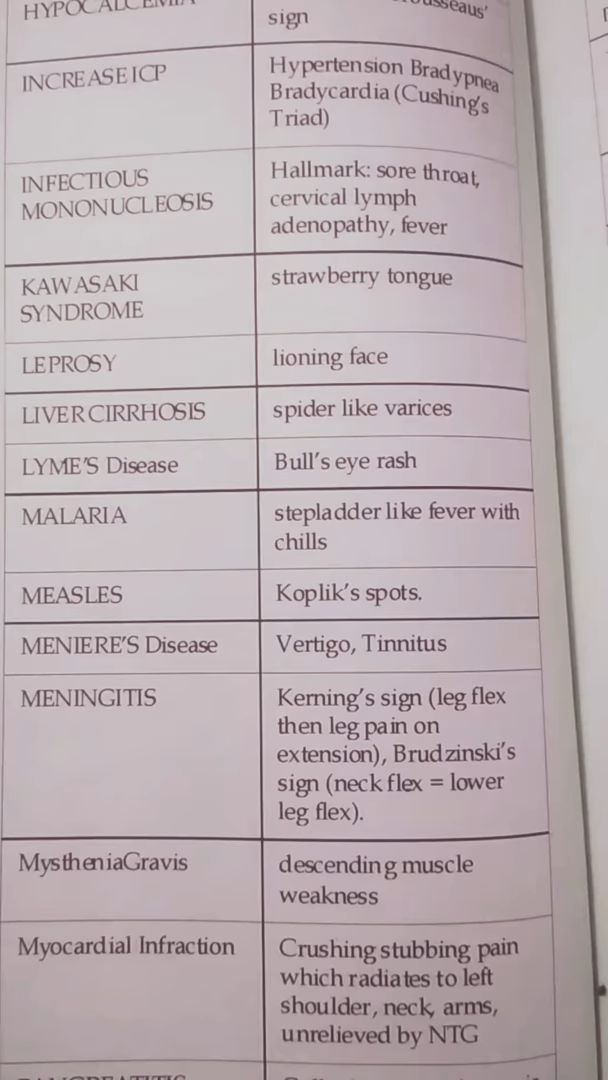 HYPOCALCEMIA
sign
INCREASE ICP
Hypertension Bradypnea
Bradycardia (Cushing's
Triad)
INFECTIOUS
MONONUCLEOSIS
Hallmark: sore throat,
cervical lymph
adenopathy, fever
KAWASAKI
SYNDROME
strawberry tongue
LEPROSY
lioning face
LIVER CIRRHOSIS
spider like varices
LYME'S Disease
Bull's eye rash
MALARIA
stepladder like fever with
chills
MEASLES
Koplik's spots.
MENIERE'S Disease
Vertigo, Tinnitus
MENINGITIS
Kerning's sign (leg flex
then leg pain on
extension), Brudzinski's
sign (neck flex = lower
leg flex).
MystheniaGravis
descending muscle
weakness
Myocardial Infraction
Crushing stubbing pain
which radiates to left
shoulder, neck, arms,
unrelieved by NTG